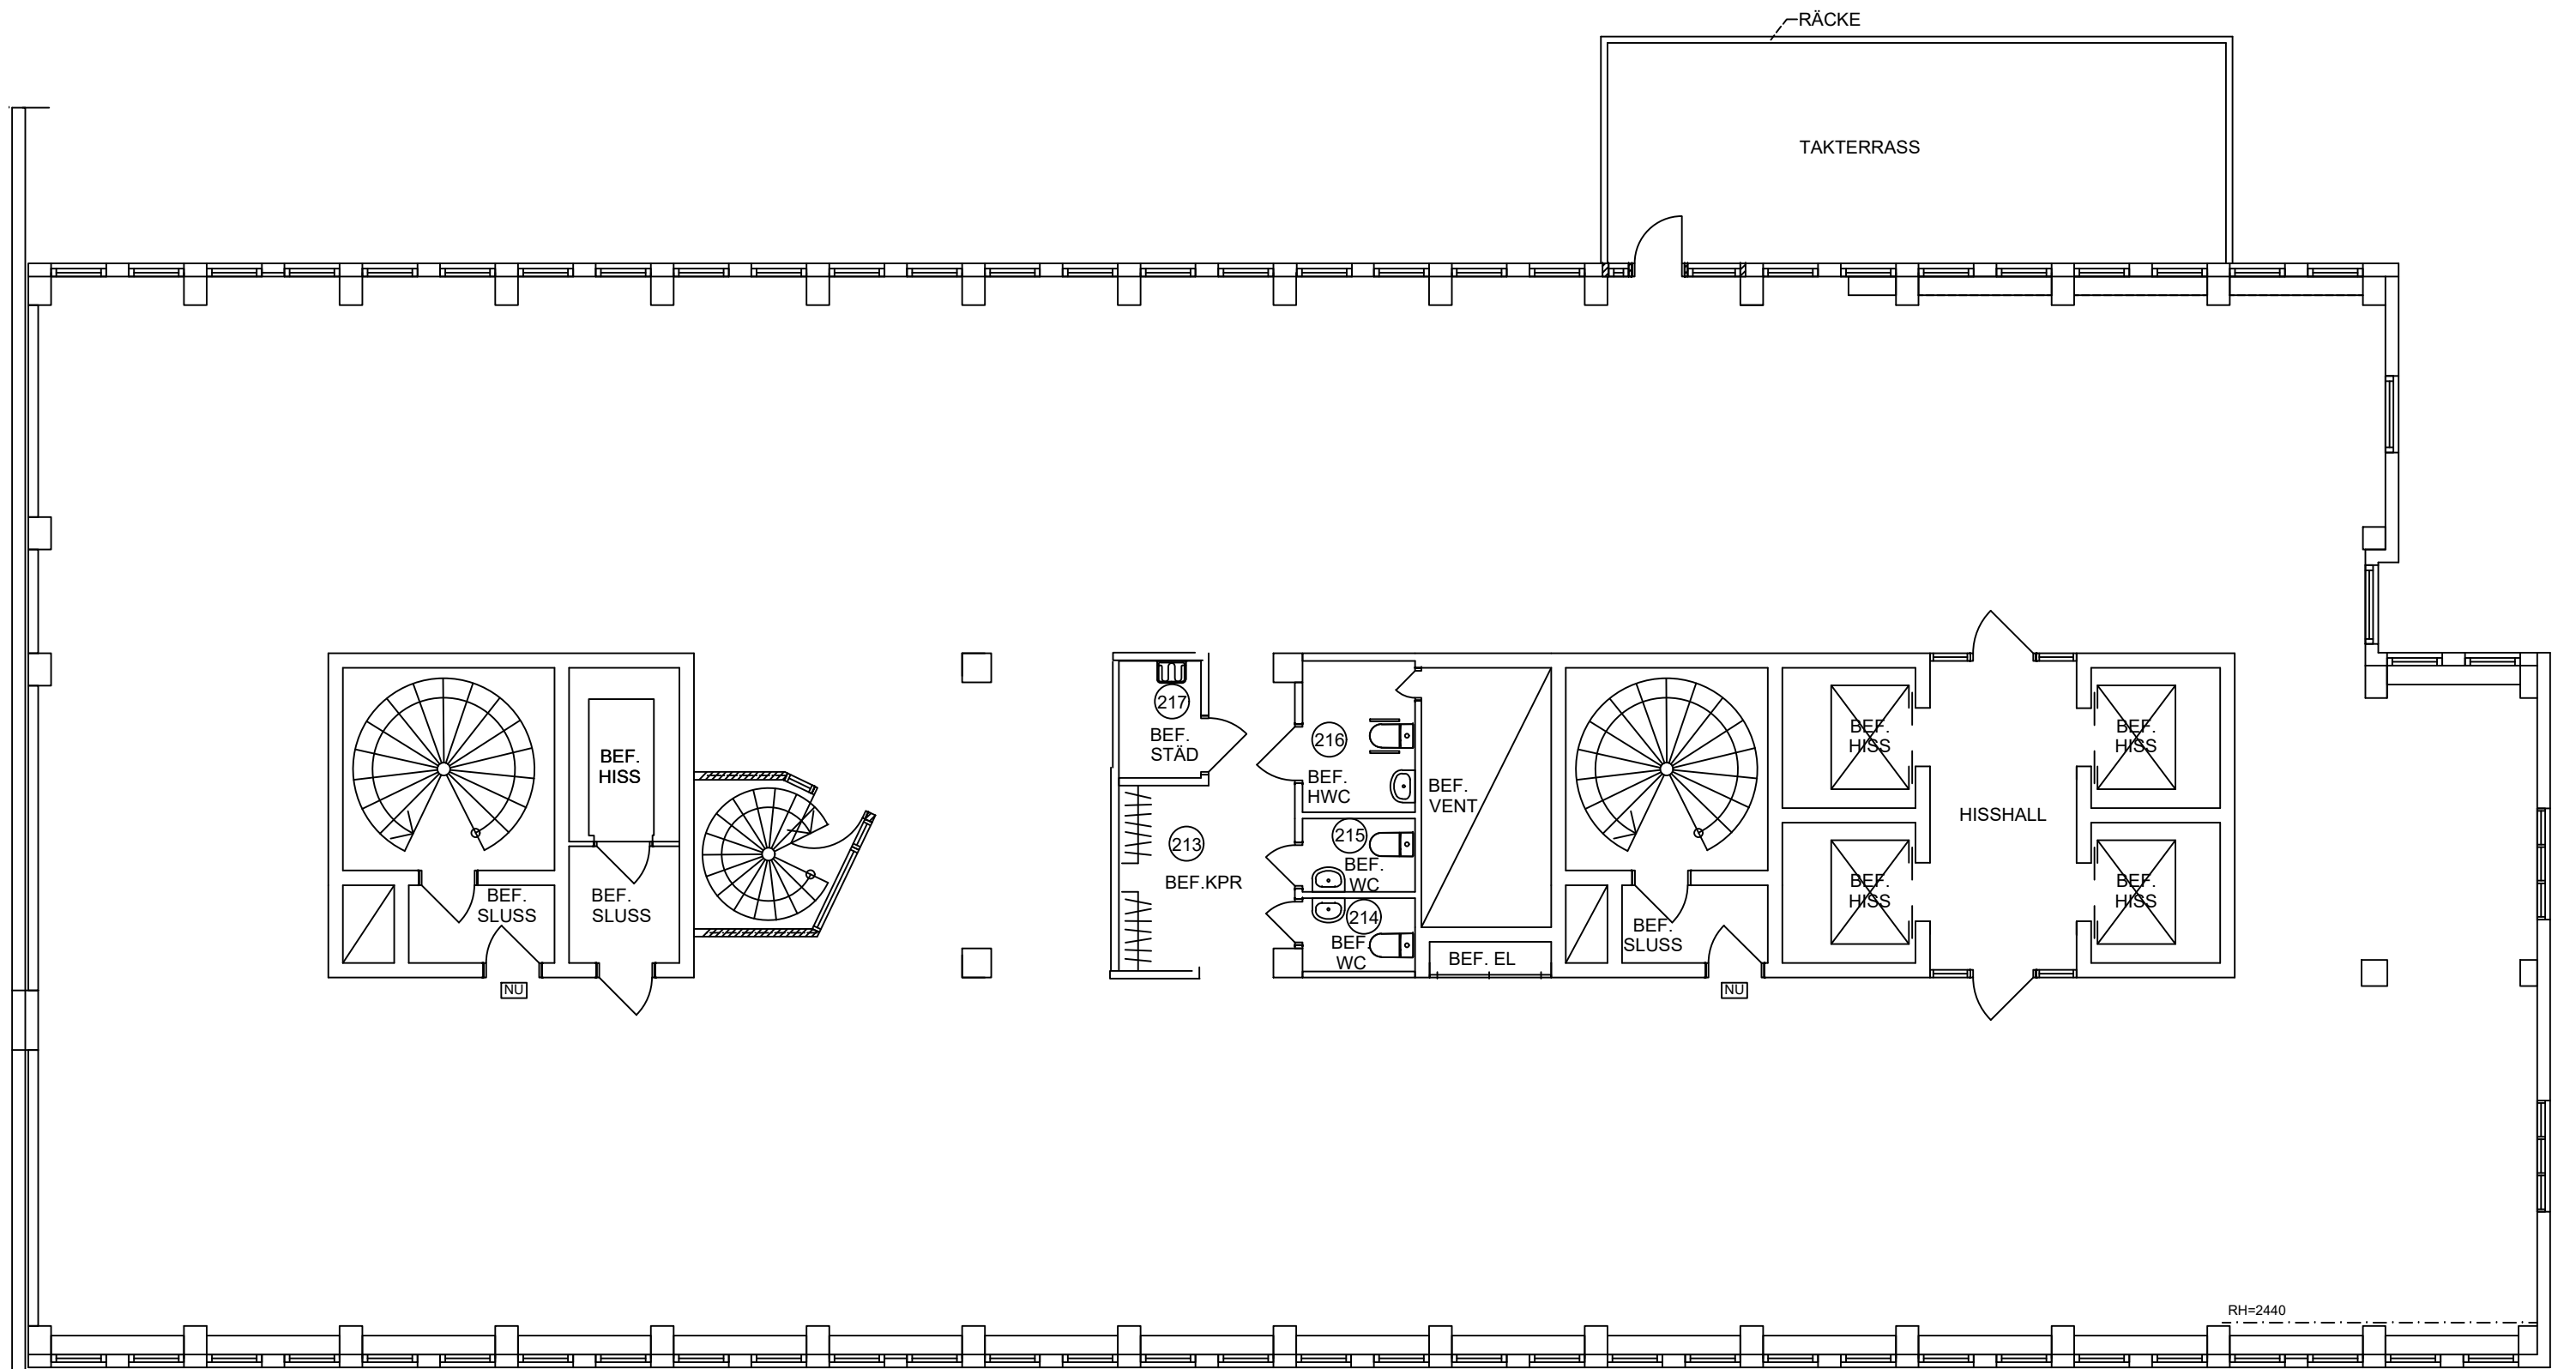 RÄCKE
TAKTERRASS
217
BEF.
STÄD
216
BEF.
HWC
BEF.
HISS
BEF.
VENT
BEF.
HISS
BEF.
HISS
HISSHALL
213
BEF.KPR
215
BEF.
WC
214
BEF.
WC
BEF.
SLUSS
BEF.
SLUSS
BEF.
SLUSS
BEF.
HISS
BEF.
HISS
BEF. EL
NU
NU
RH=2440